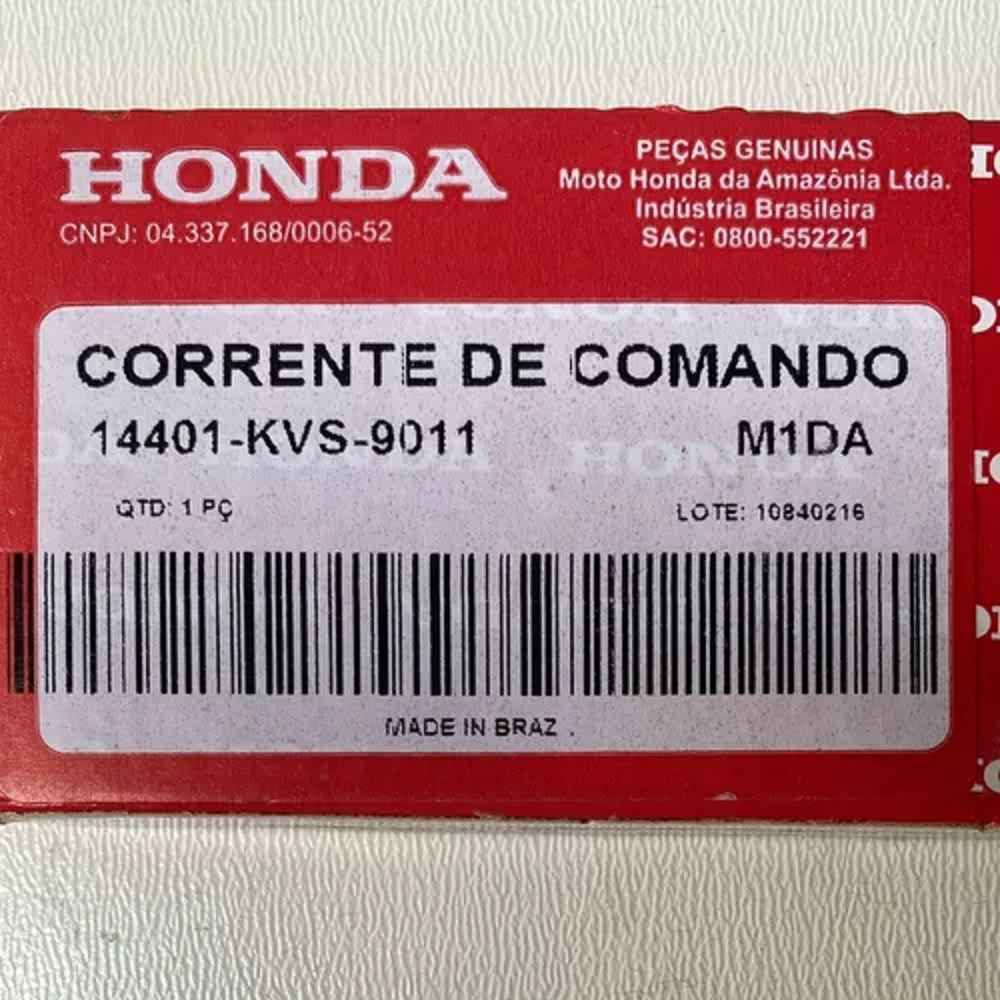 HONDA
CNPJ: 04.337.168/0006-52
PEÇAS GENUINAS
Moto Honda da Amazônia Ltda.
Indústria Brasileira
SAC: 0800-552221
CORRENTE DE COMANDO
14401-KVS-9011 M1DA
QTD: 1 PÇ LOTE: 10840216
MADE IN BRAZ .